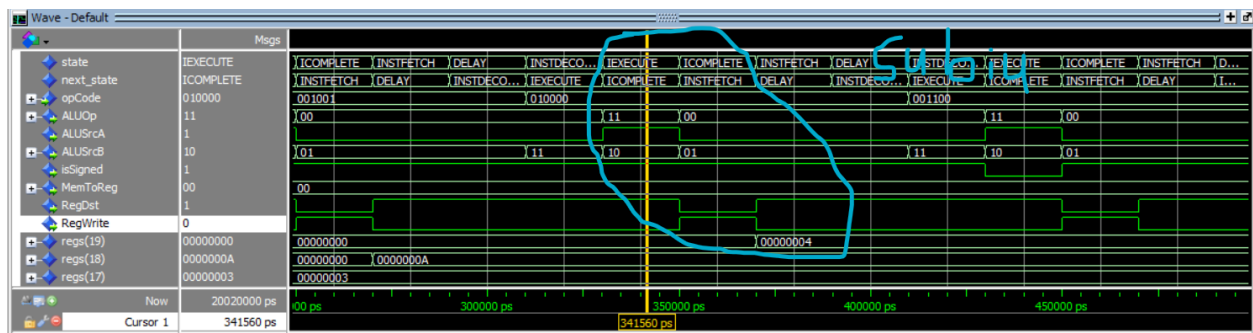 Wave - Default
Msgs
state IEXECUTE ICOMPLETE INSTFETCH DELAY INSTDECO... IEXECUTE ICOMPLETE INSTFETCH DELAY INSTDECO... IEXECUTE ICOMPLETE INSTFETCH D...
next_state ICOMPLETE INSTFETCH DELAY INSTDECO... IEXECUTE ICOMPLETE INSTFETCH DELAY INSTDECO... IEXECUTE ICOMPLETE INSTFETCH DELAY I...
opCode 010000 001001 010000 001100
ALUOp 11 00 11 00 11 00
ALUSrcA 1
ALUSrcB 10 01 11 10 01 11 10 01
isSigned 1
MemToReg 00 00
RegDst 1
RegWrite 0
regs(19) 00000000 00000000 00000004
regs(18) 0000000A 00000000 0000000A
regs(17) 00000003 00000003
Now 20020000 ps 00 ps 300000 ps 350000 ps 400000 ps 450000 ps
Cursor 1 341560 ps 341560 ps
subiu